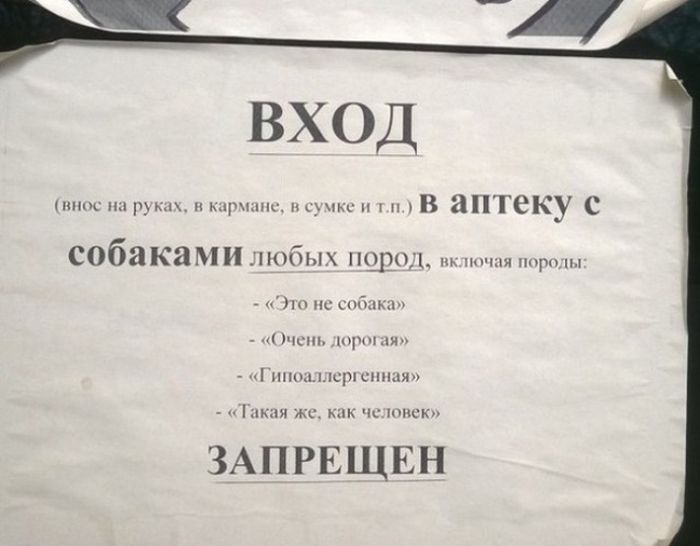 ВХОД
(внос на руках, в кармане, в сумке и т.п.) в аптеку с
собаками любых пород, включая породы:
- «Это не собака»
- «Очень дорогая»
- «Гипоаллергенная»
- «Такая же, как человек»
ЗАПРЕЩЕН